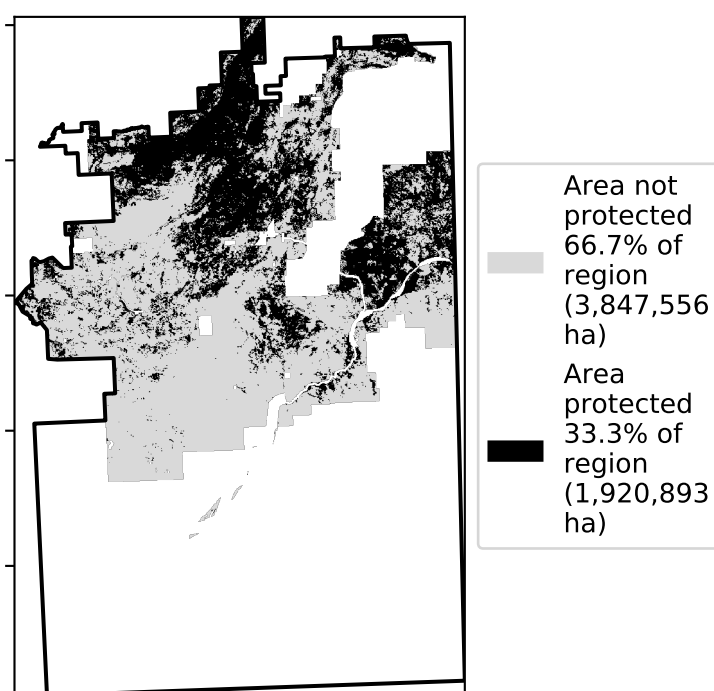 Area not
protected
66.7% of
region
(3,847,556
ha)
Area
protected
33.3% of
region
(1,920,893
ha)